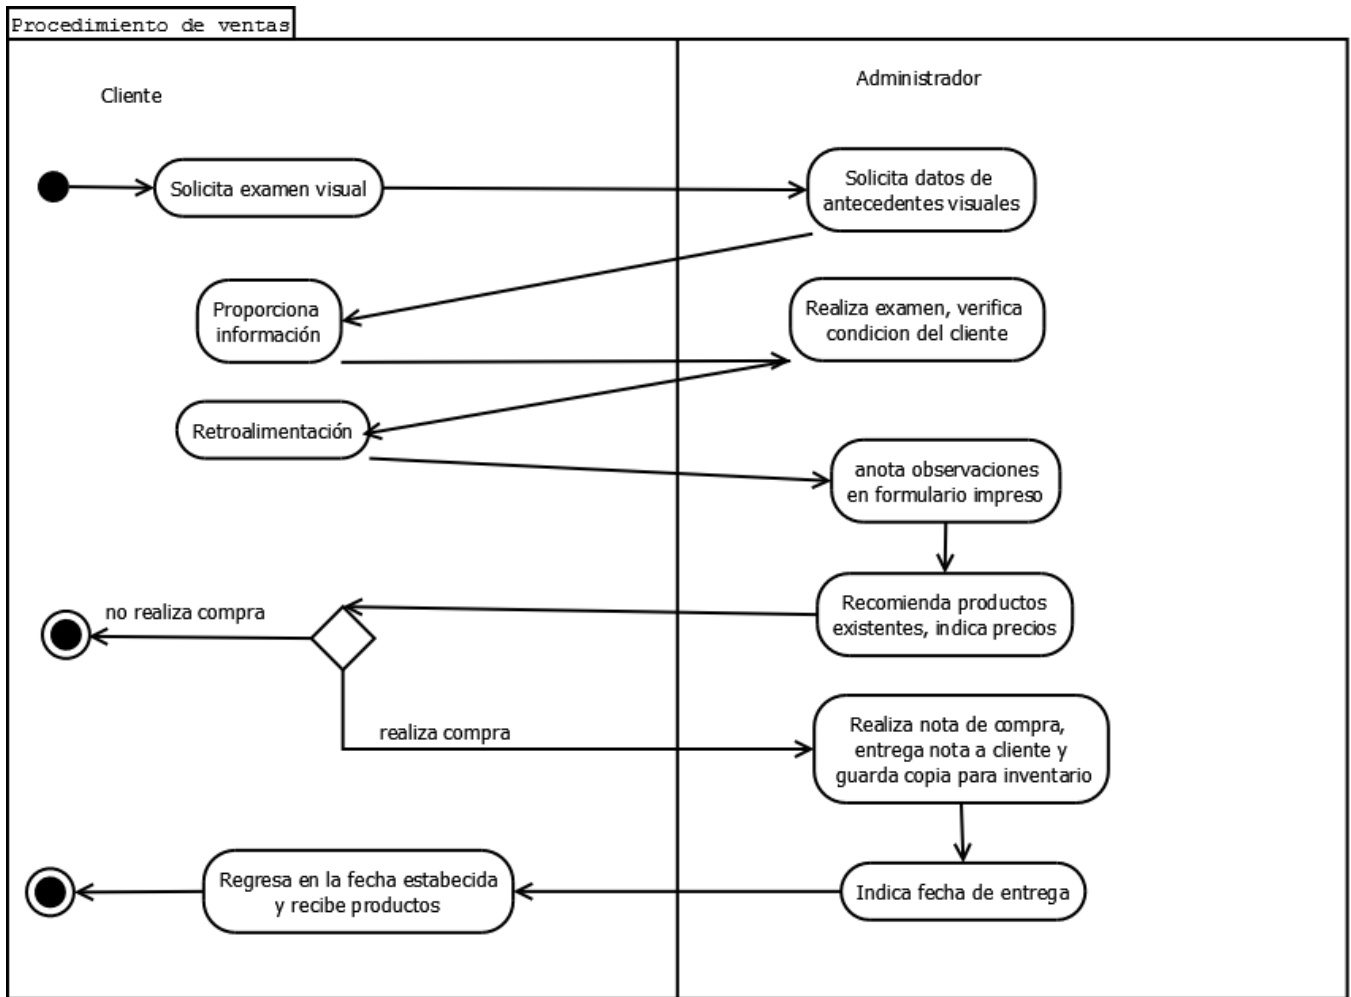 Procedimiento de ventas
Cliente
Administrador
Solicita examen visual
Solicita datos de
antecedentes visuales
Proporciona
información
Realiza examen, verifica
condicion del cliente
Retroalimentación
anota observaciones
en formulario impreso
Recomienda productos
existentes, indica precios
no realiza compra
realiza compra
Realiza nota de compra,
entrega nota a cliente y
guarda copia para inventario
Indica fecha de entrega
Regresa en la fecha estabecida
y recibe productos